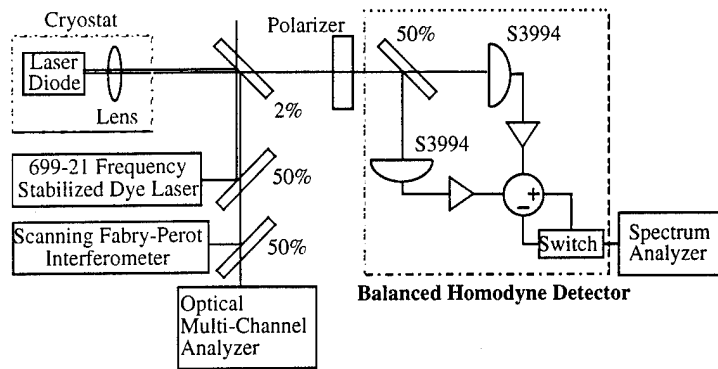 Cryostat
Laser
Diode
Lens
2%
Polarizer
50%
S3994
S3994
699-21 Frequency
Stabilized Dye Laser
50%
Scanning Fabry-Perot
Interferometer
50%
Optical
Multi-Channel
Analyzer
+
−
Switch
Spectrum
Analyzer
Balanced Homodyne Detector